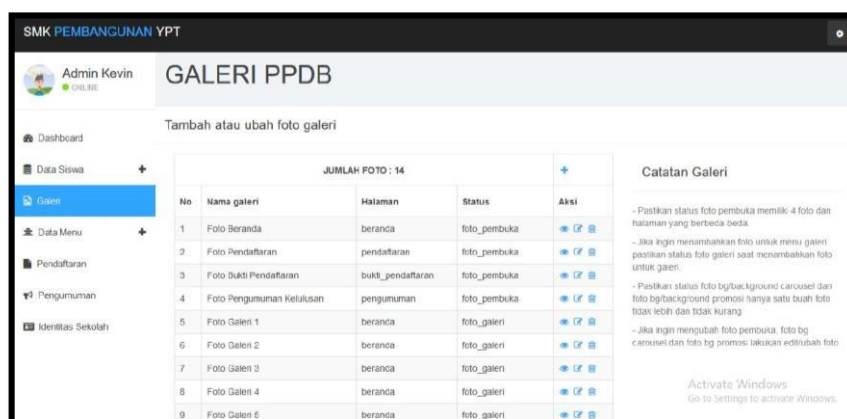 SMK PEMBANGUNAN YPT
Admin Kevin
ONLINE
Dashboard
Data Siswa
Galeri
Data Menu
Pendaftaran
Pengumuman
Identitas Sekolah
GALERI PPDB
Tambah atau ubah foto galeri
JUMLAH FOTO : 14
No Nama galeri Halaman Status Aksi
1 Foto Beranda beranda foto_pembuka
2 Foto Pendaftaran pendaftaran foto_pembuka
3 Foto Bukti Pendaftaran bukti_pendaftaran foto_pembuka
4 Foto Pengumuman Kelulusan pengumuman foto_pembuka
5 Foto Galeri 1 beranda foto_galeri
6 Foto Galeri 2 beranda foto_galeri
7 Foto Galeri 3 beranda foto_galeri
8 Foto Galeri 4 beranda foto_galeri
9 Foto Galeri 5 beranda foto_galeri
Catatan Galeri
- Pastikan status foto pembuka memiliki 4 foto dan
halaman yang berbeda-beda.
- Jika ingin menambahkan foto untuk menu galeri
pastikan status foto galeri saat menambahkan foto
untuk galeri.
- Pastikan status foto bg/background carousel dan
foto bg/background promosi hanya satu buah foto
tidak lebih dan tidak kurang
- Jika ingin mengubah foto pembuka, foto bg
carousel dan foto bg promosi lakukan edit/ubah foto
Activate Windows
Go to Settings to activate Windows.